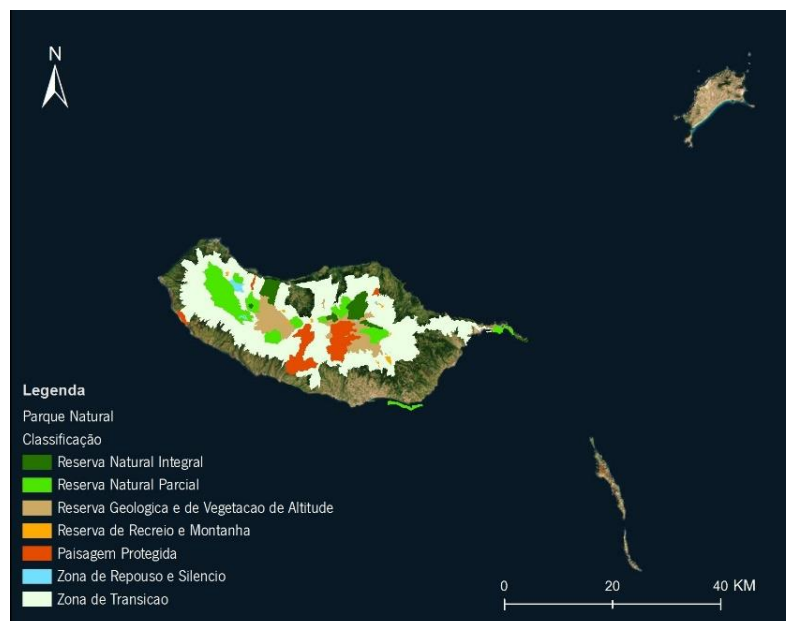 N
Legenda
Parque Natural
Classificação
Reserva Natural Integral
Reserva Natural Parcial
Reserva Geologica e de Vegetacao de Altitude
Reserva de Recreio e Montanha
Paisagem Protegida
Zona de Repouso e Silencio
Zona de Transicao
0 20 40 KM